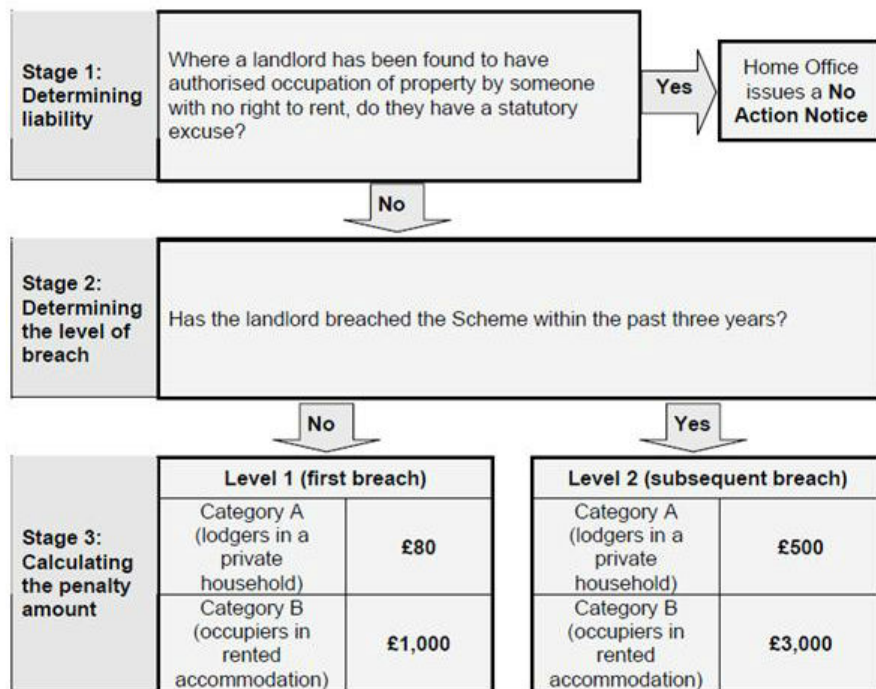 Stage 1:
Determining
liability
Where a landlord has been found to have
authorised occupation of property by someone
with no right to rent, do they have a statutory
excuse?
Yes
Home Office
issues a No
Action Notice
No
Stage 2:
Determining
the level of
breach
Has the landlord breached the Scheme within the past three years?
No
Yes
Stage 3:
Calculating
the penalty
amount
Level 1 (first breach)
Category A
(lodgers in a
private
household)
£80
Category B
(occupiers in
rented
accommodation)
£1,000
Level 2 (subsequent breach)
Category A
(lodgers in a
private
household)
£500
Category B
(occupiers in
rented
accommodation)
£3,000